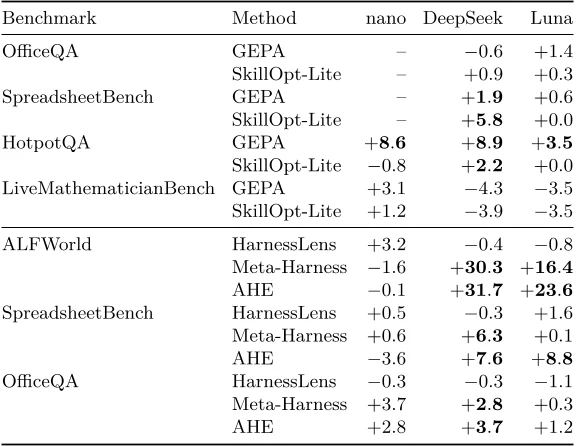 Benchmark Method nano DeepSeek Luna
OfficeQA GEPA – −0.6 +1.4
SkillOpt-Lite – +0.9 +0.3
SpreadsheetBench GEPA – +1.9 +0.6
SkillOpt-Lite – +5.8 +0.0
HotpotQA GEPA +8.6 +8.9 +3.5
SkillOpt-Lite −0.8 +2.2 +0.0
LiveMathematicianBench GEPA +3.1 −4.3 −3.5
SkillOpt-Lite +1.2 −3.9 −3.5
ALFWorld HarnessLens +3.2 −0.4 −0.8
Meta-Harness −1.6 +30.3 +16.4
AHE −0.1 +31.7 +23.6
SpreadsheetBench HarnessLens +0.5 −0.3 +1.6
Meta-Harness +0.6 +6.3 +0.1
AHE −3.6 +7.6 +8.8
OfficeQA HarnessLens −0.3 −0.3 −1.1
Meta-Harness +3.7 +2.8 +0.3
AHE +2.8 +3.7 +1.2